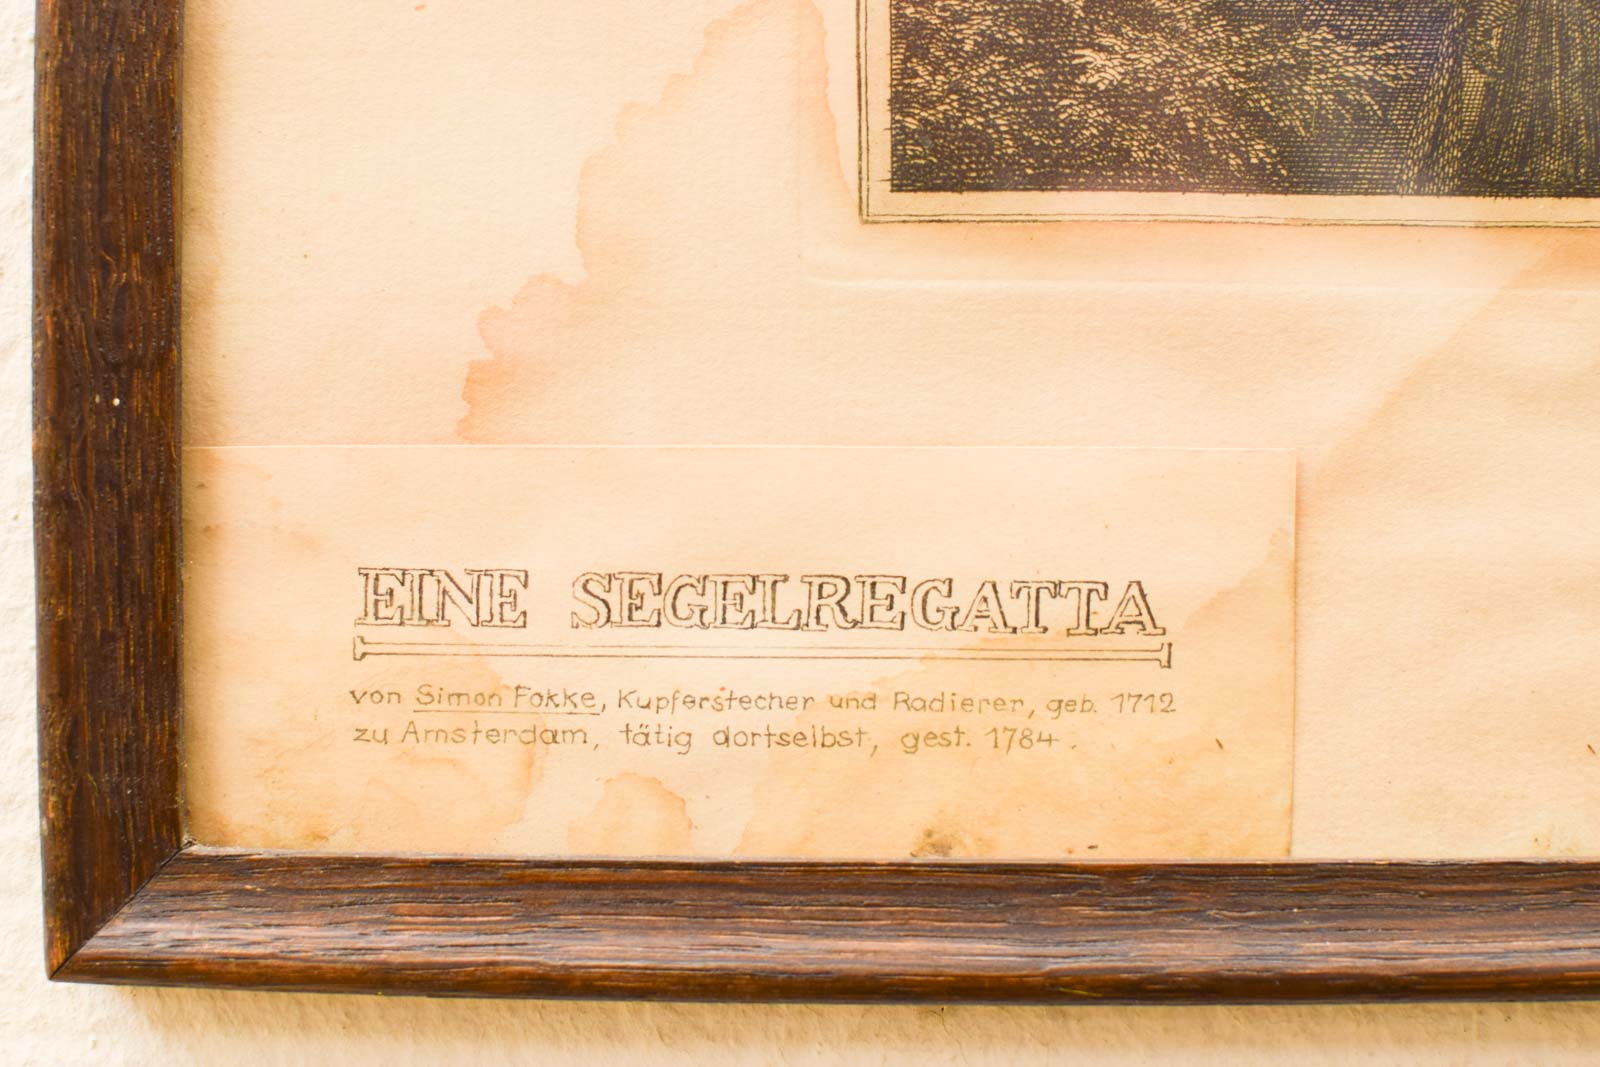 EINE SEGELREGATTA
von Simon Fokke, Kupferstecher und Radierer, geb. 1712
zu Amsterdam, tätig dortselbst, gest. 1784.